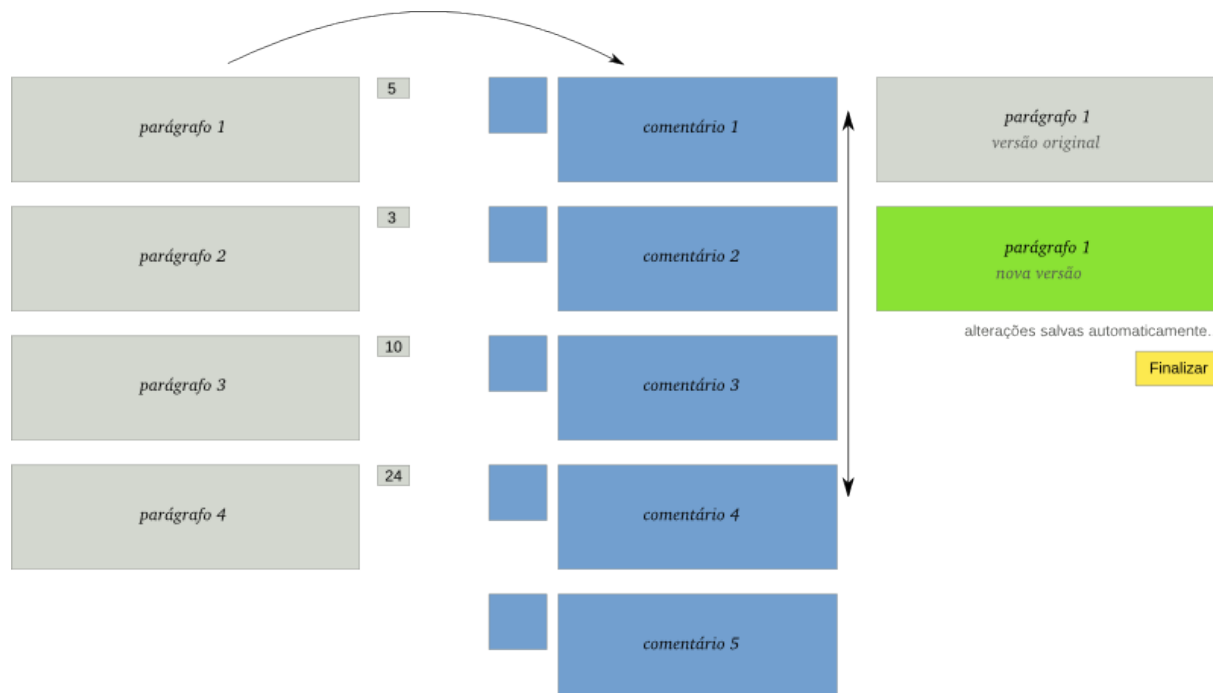 parágrafo 1
5
parágrafo 2
3
parágrafo 3
10
parágrafo 4
24
comentário 1
comentário 2
comentário 3
comentário 4
comentário 5
parágrafo 1
versão original
parágrafo 1
nova versão
alterações salvas automaticamente.
Finalizar